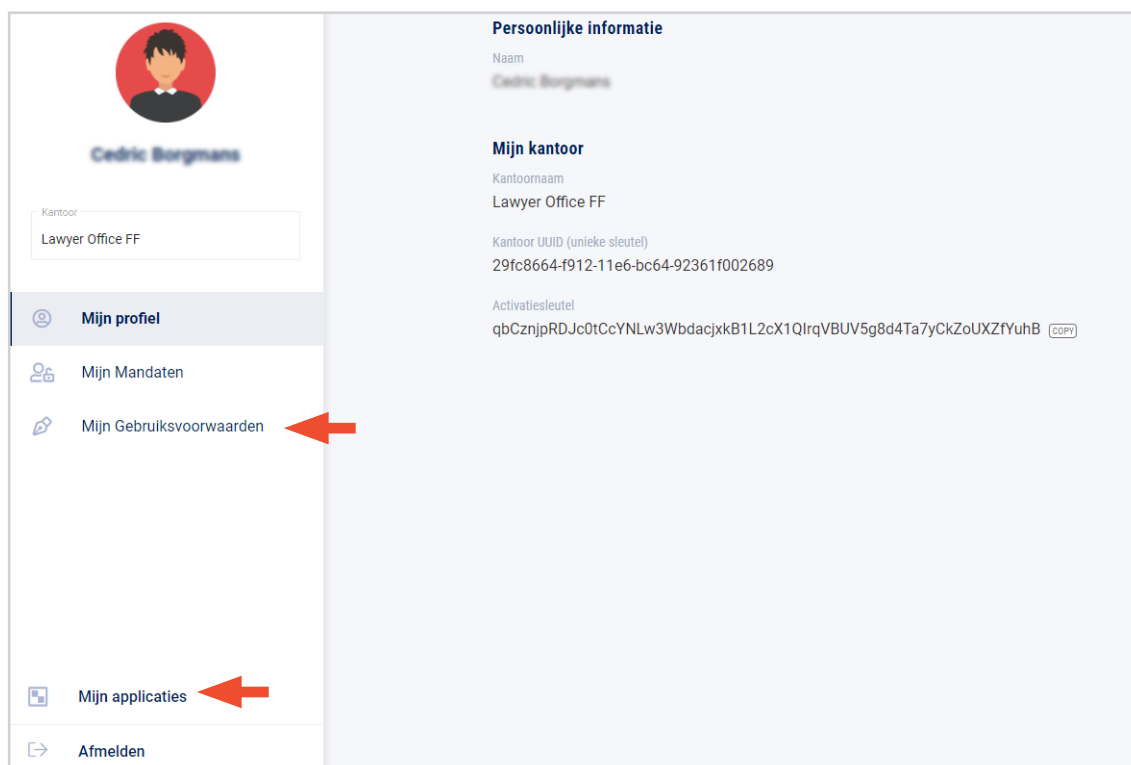 Kantoor
Lawyer Office FF
Mijn profiel
Mijn Mandaten
Mijn Gebruiksvoorwaarden
Mijn applicaties
Afmelden
Persoonlijke informatie
Naam
Mijn kantoor
Kantoornaam
Lawyer Office FF
Kantoor UUID (unieke sleutel)
29fc8664-f912-11e6-bc64-92361f002689
Activatiesleutel
qbCznjpRDJc0tCcYNLw3WbdacjxkB1L2cX1QIrqVBUV5g8d4Ta7yCkZoUXZfYuhB COPY